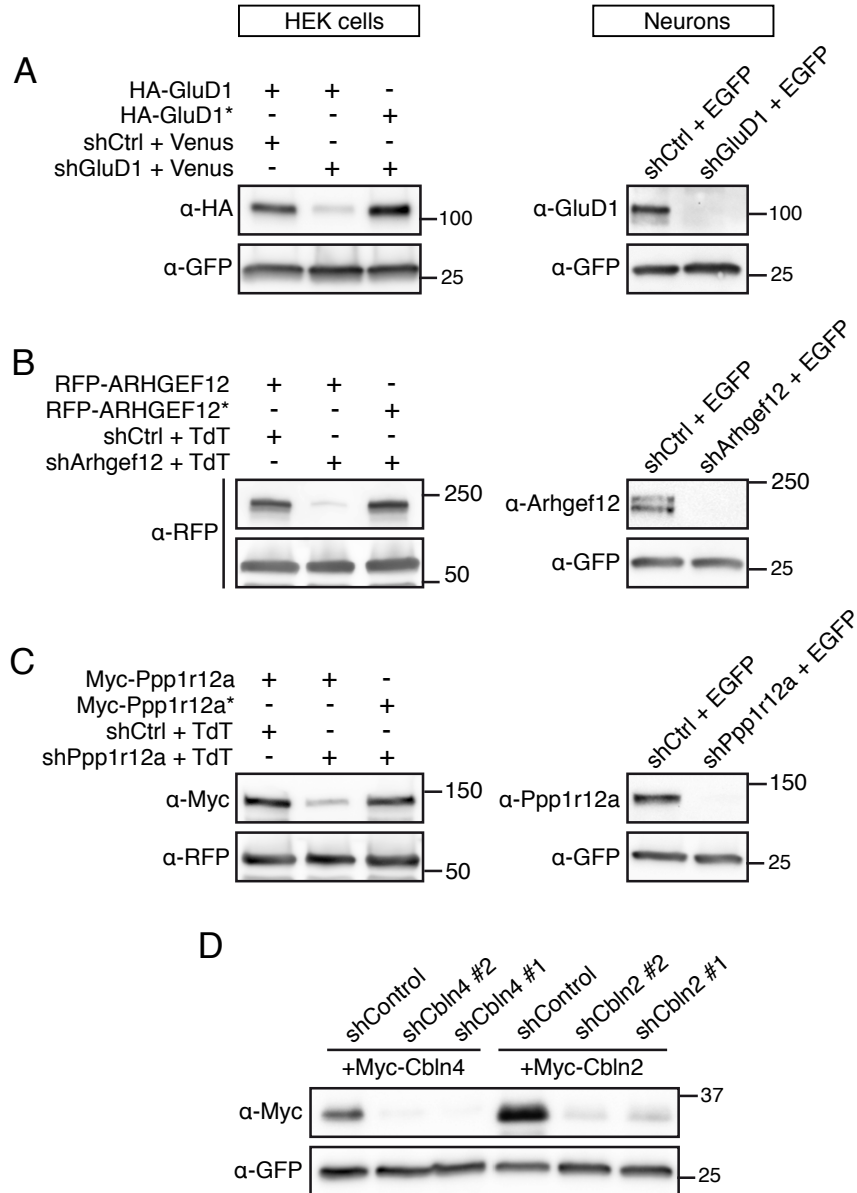 HEK cells
Neurons
A
HA-GluD1 + + -
HA-GluD1* - - +
shCtrl + Venus + - -
shGluD1 + Venus - + +
α-HA
100
α-GFP
25
shCtrl + EGFP
shGluD1 + EGFP
α-GluD1
100
α-GFP
25
B
RFP-ARHGEF12 + + -
RFP-ARHGEF12* - - +
shCtrl + TdT + - -
shArhgef12 + TdT - + +
α-RFP
250
50
shCtrl + EGFP
shArhgef12 + EGFP
α-Arhgef12
250
α-GFP
25
C
Myc-Ppp1r12a + + -
Myc-Ppp1r12a* - - +
shCtrl + TdT + - -
shPpp1r12a + TdT - + +
α-Myc
150
α-RFP
50
shCtrl + EGFP
shPpp1r12a + EGFP
α-Ppp1r12a
150
α-GFP
25
D
shControl
shCbln4 #2
shCbln4 #1
shControl
shCbln2 #2
shCbln2 #1
+Myc-Cbln4
+Myc-Cbln2
α-Myc
37
α-GFP
25